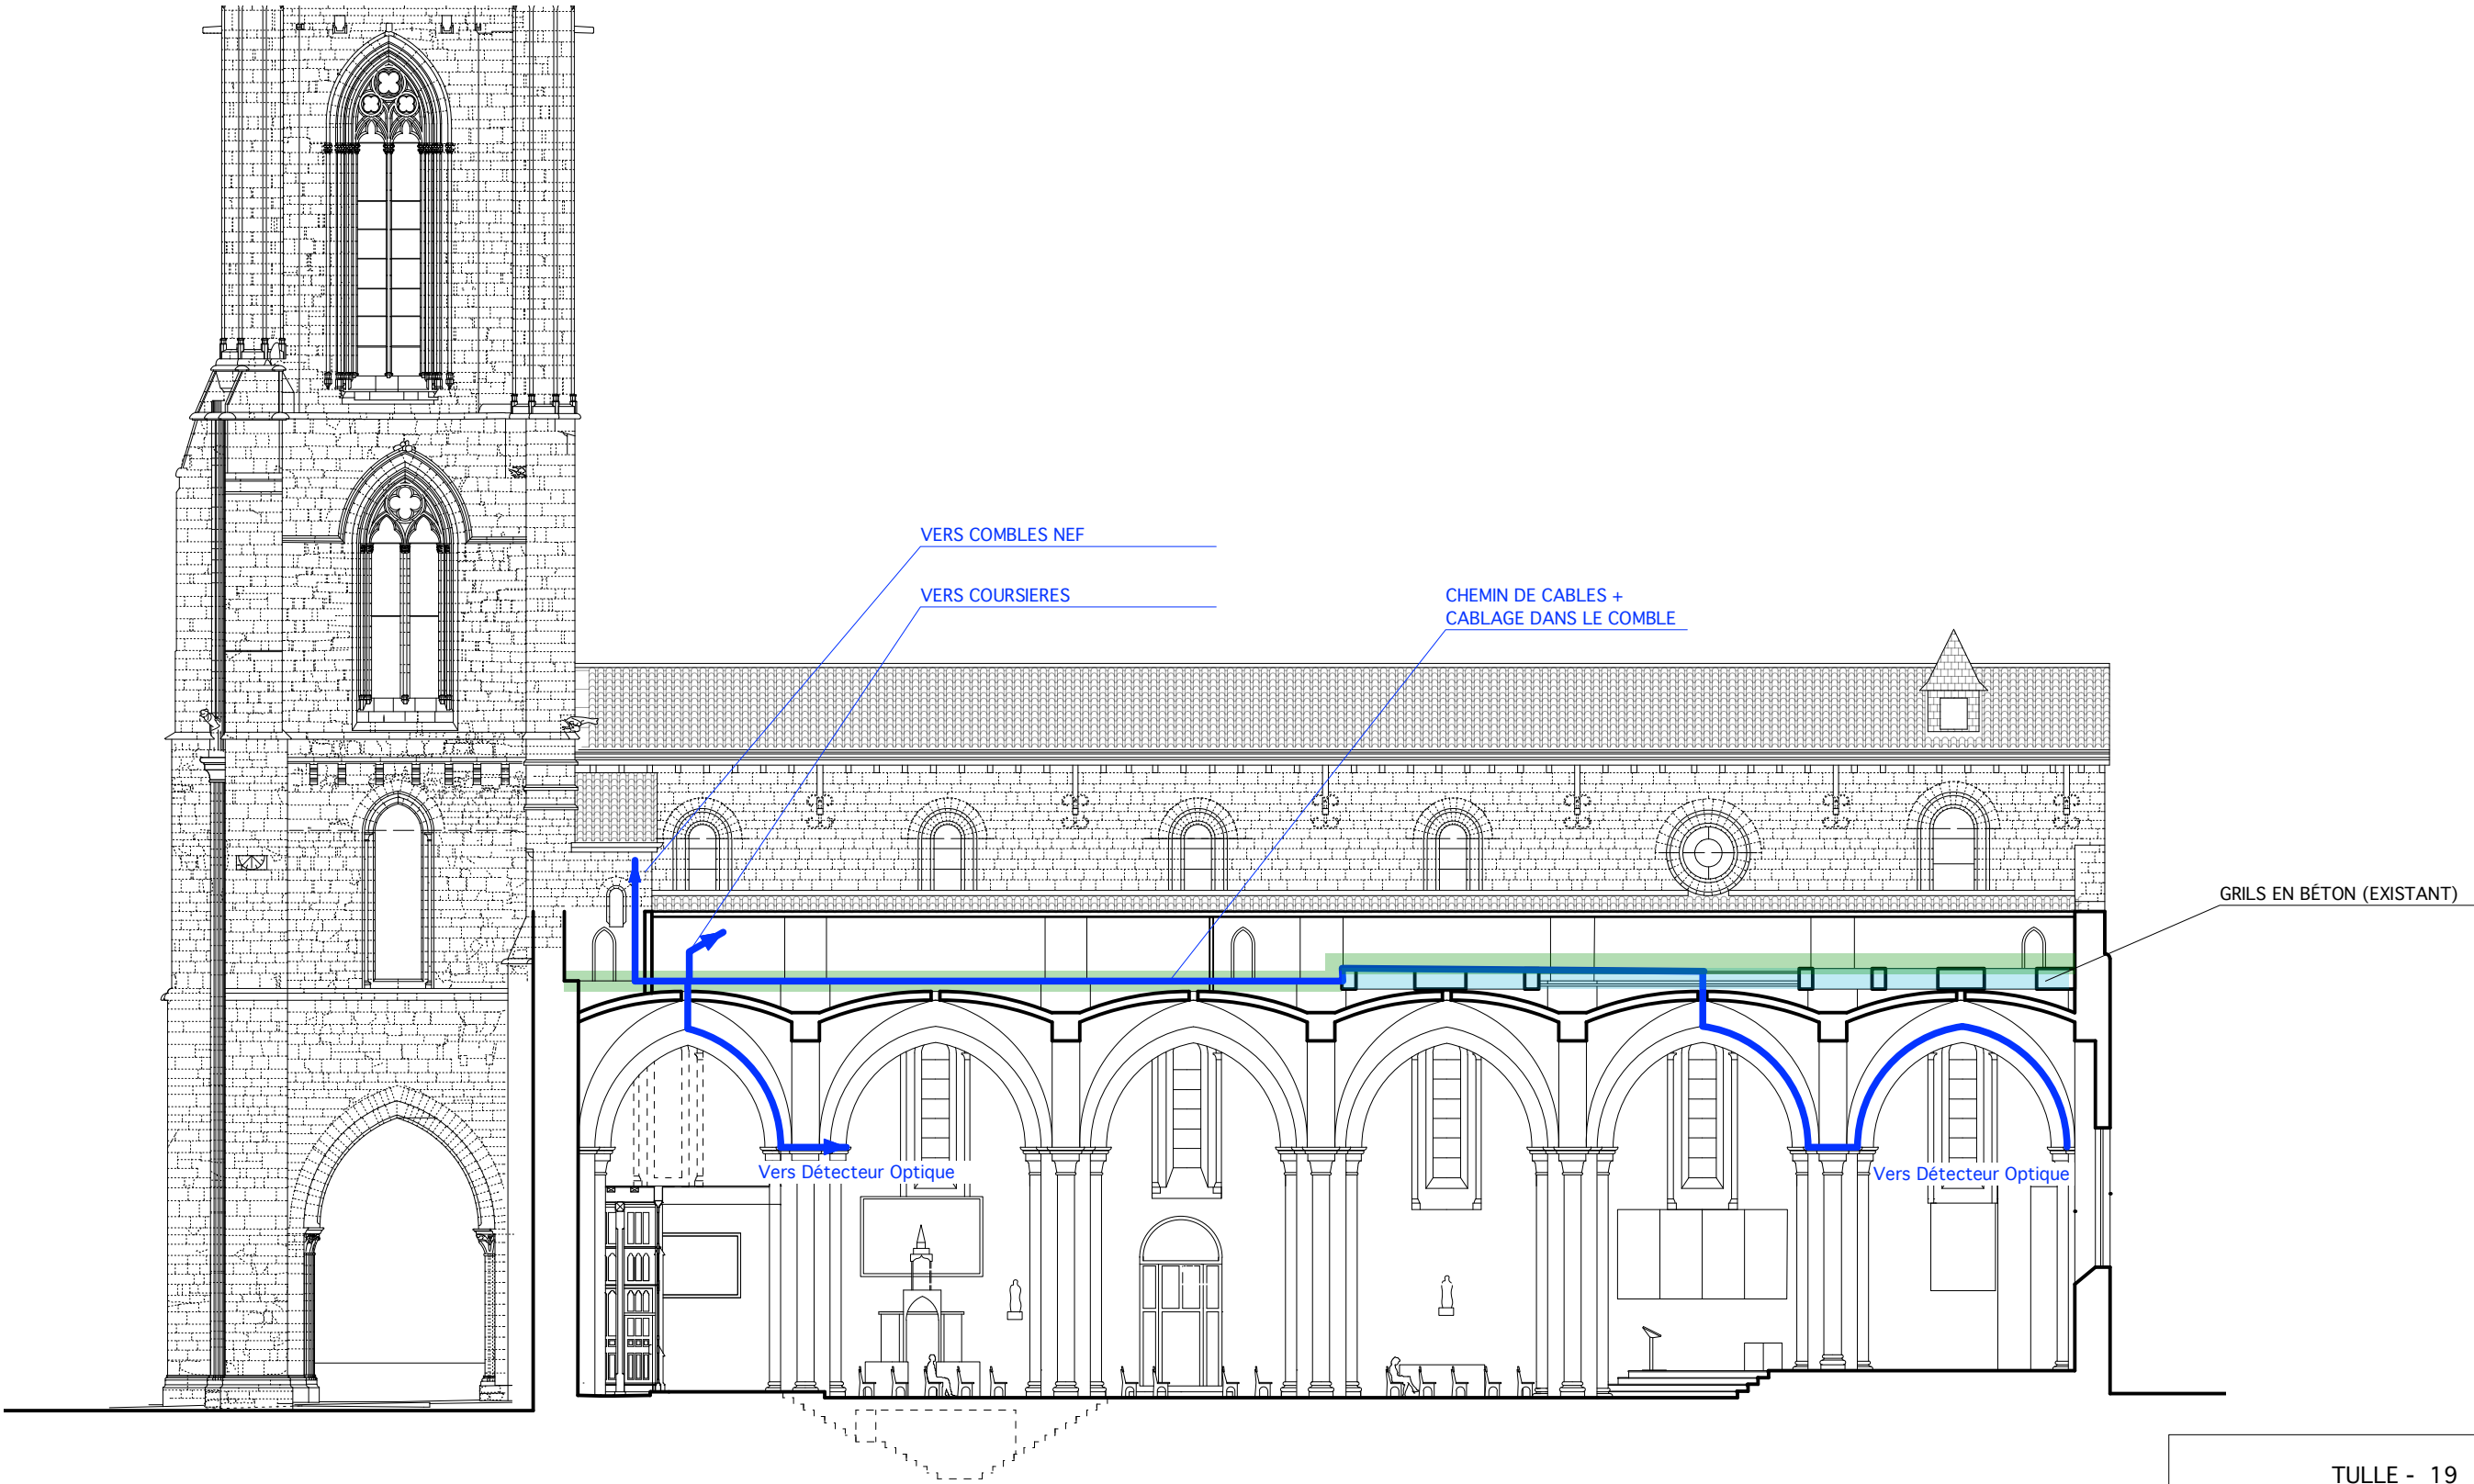 VERS COMBLES NEF
VERS COURSIERES
CHEMIN DE CABLES +
CABLAGE DANS LE COMBLE
GRILS EN BÉTON (EXISTANT)
Vers Détecteur Optique
Vers Détecteur Optique
TULLE - 19